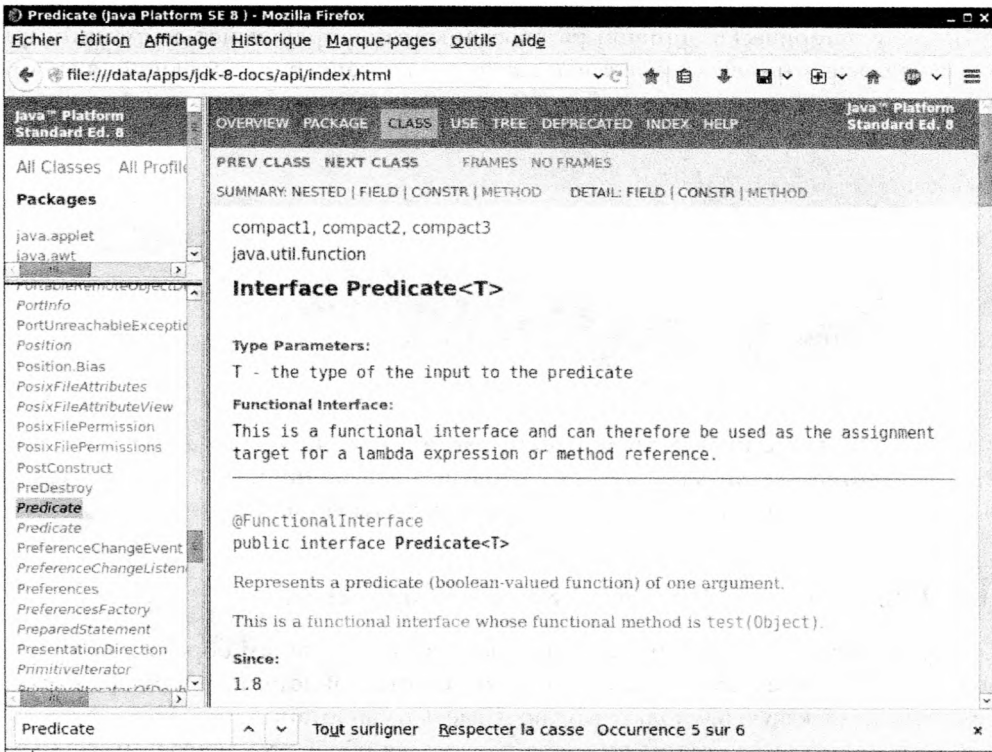 Predicate (Java Platform SE 8 ) - Mozilla Firefox
Fichier Édition Affichage Historique Marque-pages Outils Aide
file:///data/apps/jdk-8-docs/api/index.html
Java™ Platform
Standard Ed. 8
All Classes All Profile
Packages
java.applet
java.awt
PortableRemoteObjectD
PortInfo
PortUnreachableExceptio
Position
Position.Bias
PosixFileAttributes
PosixFileAttributeView
PosixFilePermission
PosixFilePermissions
PostConstruct
PreDestroy
Predicate
Predicate
PreferenceChangeEvent
PreferenceChangeListen
Preferences
PreferencesFactory
PreparedStatement
PresentationDirection
PrimitiveIterator
PrimitiveIterator.OfDoub
OVERVIEW PACKAGE CLASS USE TREE DEPRECATED INDEX HELP
Java™ Platform
Standard Ed. 8
PREV CLASS NEXT CLASS FRAMES NO FRAMES
SUMMARY: NESTED | FIELD | CONSTR | METHOD DETAIL: FIELD | CONSTR | METHOD
compact1, compact2, compact3
java.util.function
Interface Predicate<T>
Type Parameters:
T - the type of the input to the predicate
Functional Interface:
This is a functional interface and can therefore be used as the assignment
target for a lambda expression or method reference.
@FunctionalInterface
public interface Predicate<T>
Represents a predicate (boolean-valued function) of one argument.
This is a functional interface whose functional method is test(Object).
Since:
1.8
Predicate
Tout surligner Respecter la casse Occurrence 5 sur 6